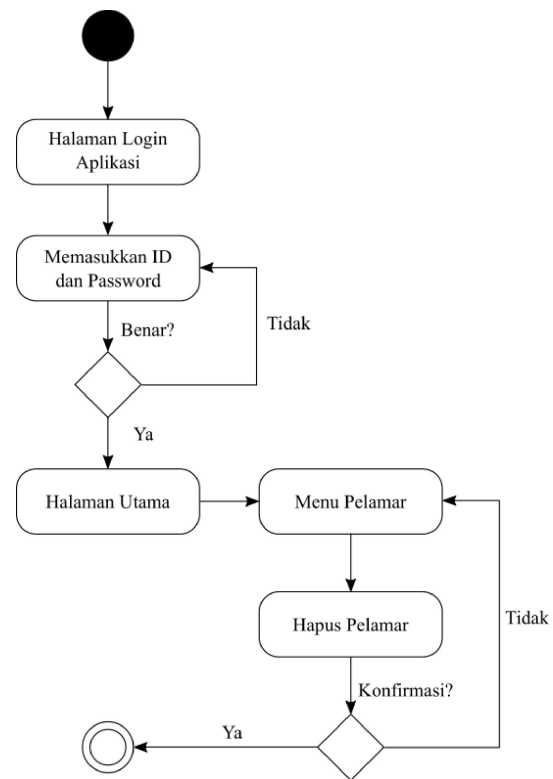 Halaman Login
Aplikasi
Memasukkan ID
dan Password
Benar?
Tidak
Ya
Halaman Utama
Menu Pelamar
Hapus Pelamar
Tidak
Konfirmasi?
Ya